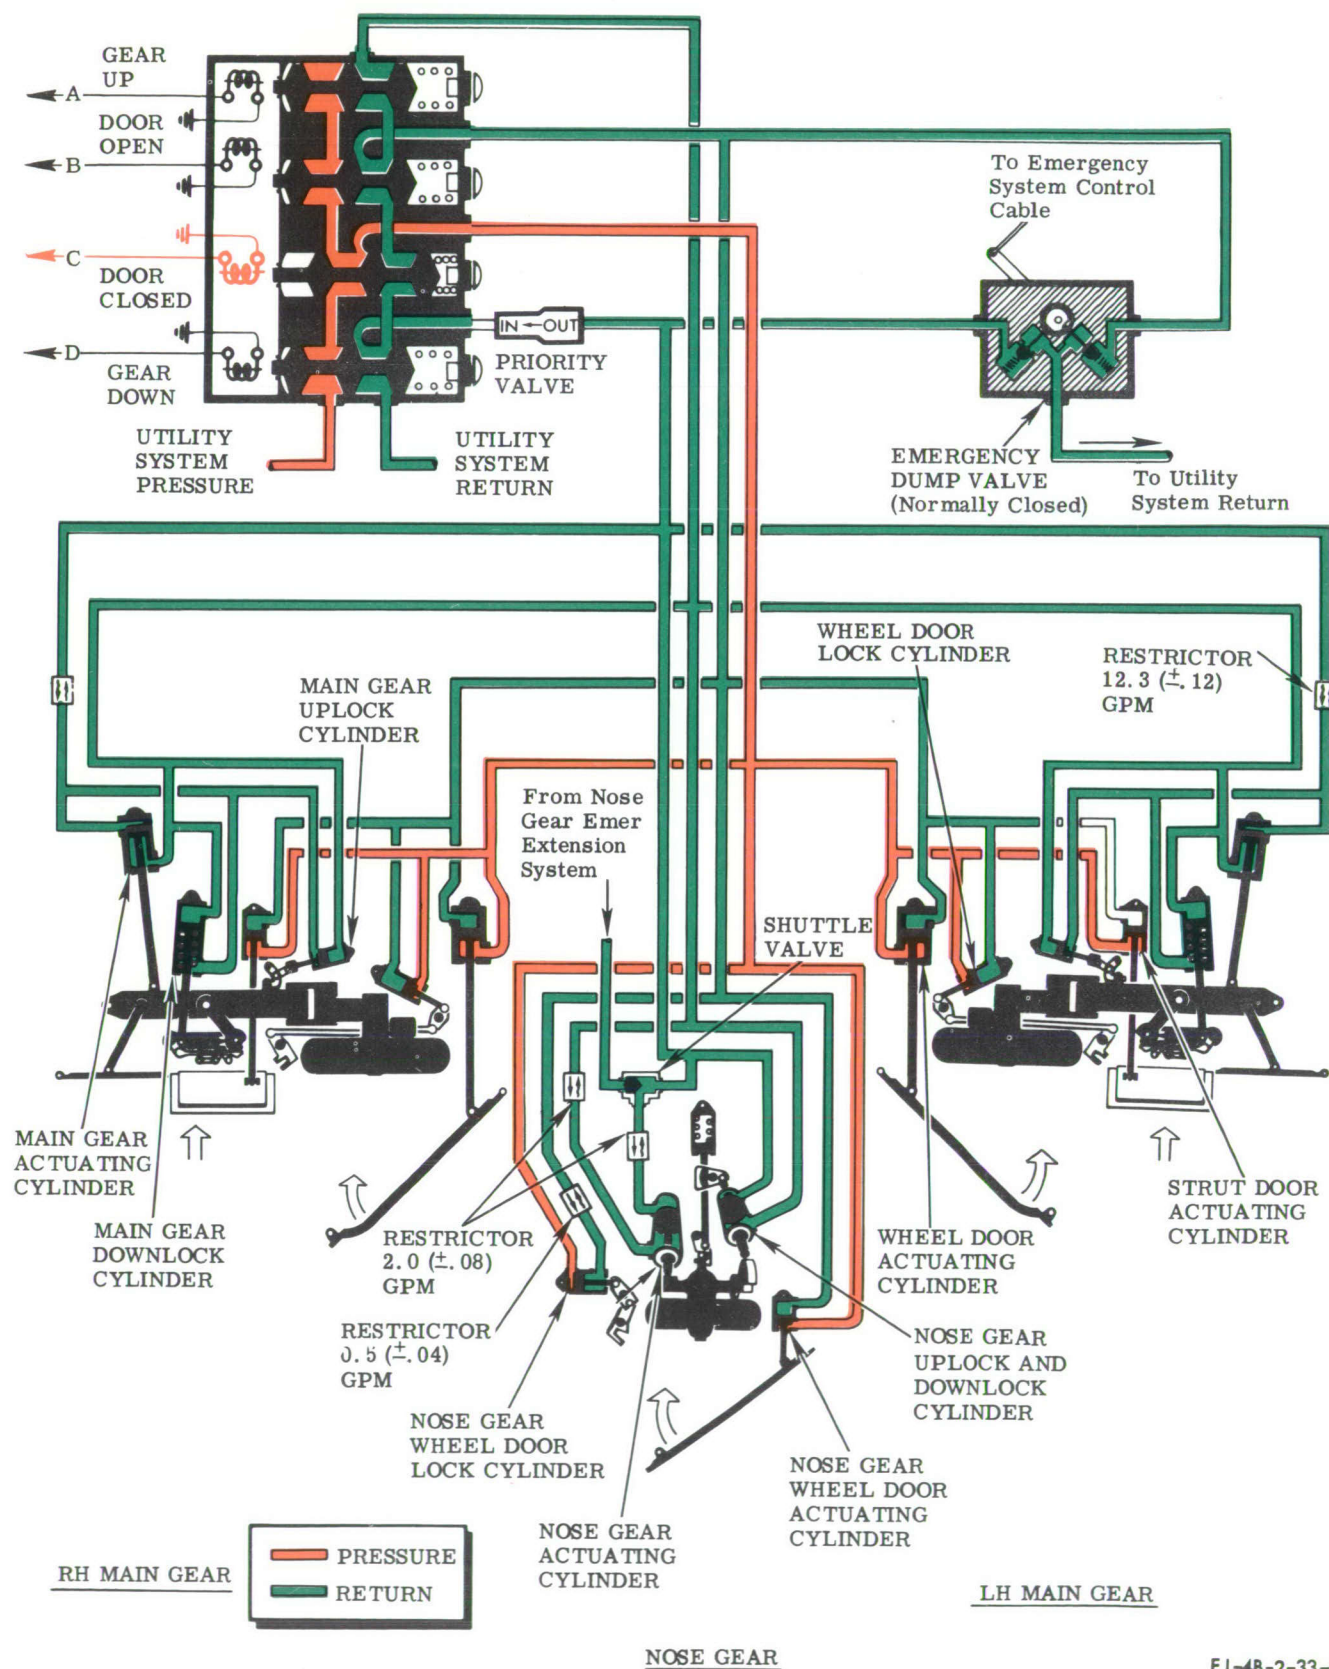 GEAR
UP
A
DOOR
OPEN
B
C
DOOR
CLOSED
D
GEAR
DOWN
IN ← OUT
PRIORITY
VALVE
UTILITY
SYSTEM
PRESSURE
UTILITY
SYSTEM
RETURN
To Emergency
System Control
Cable
EMERGENCY
DUMP VALVE
(Normally Closed)
To Utility
System Return
WHEEL DOOR
LOCK CYLINDER
RESTRICTOR
12.3 (±.12)
GPM
MAIN GEAR
UPLOCK
CYLINDER
From Nose
Gear Emer
Extension
System
SHUTTLE
VALVE
MAIN GEAR
ACTUATING
CYLINDER
MAIN GEAR
DOWNLOCK
CYLINDER
RESTRICTOR
2.0 (±.08)
GPM
RESTRICTOR
0.5 (±.04)
GPM
NOSE GEAR
WHEEL DOOR
LOCK CYLINDER
NOSE GEAR
ACTUATING
CYLINDER
WHEEL DOOR
ACTUATING
CYLINDER
STRUT DOOR
ACTUATING
CYLINDER
NOSE GEAR
UPLOCK AND
DOWNLOCK
CYLINDER
NOSE GEAR
WHEEL DOOR
ACTUATING
CYLINDER
PRESSURE
RETURN
RH MAIN GEAR
LH MAIN GEAR
NOSE GEAR
FJ-4B-2-33-